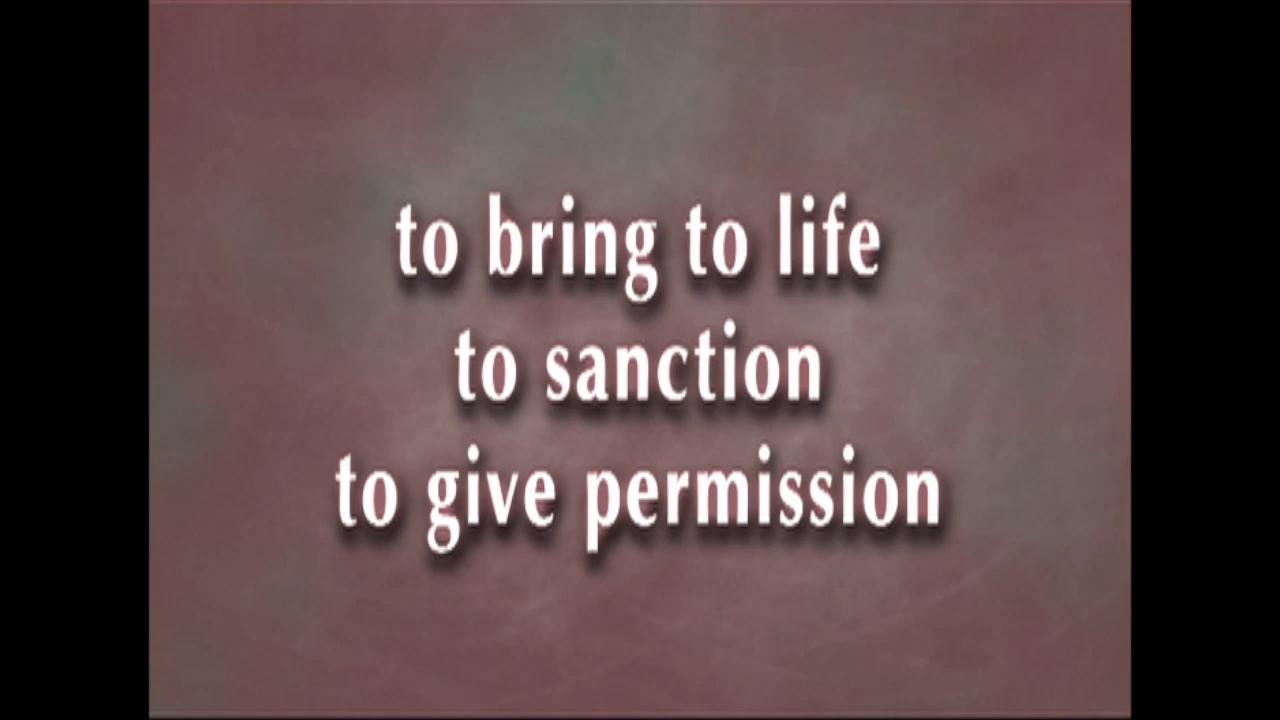 to bring to life
to sanction
to give permission